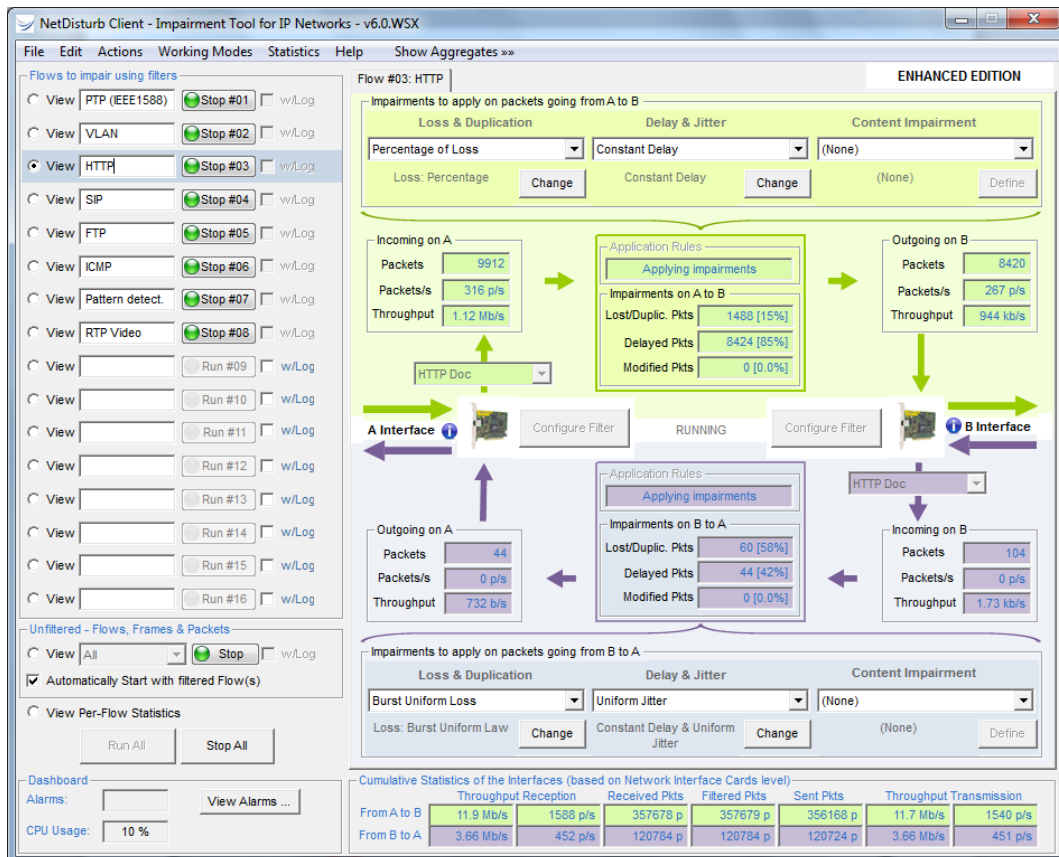 NetDisturb Client - Impairment Tool for IP Networks - v6.0.WSX
File Edit Actions Working Modes Statistics Help Show Aggregates »»
Flows to impair using filters
View PTP (IEEE1588) Stop #01 w/Log
View VLAN Stop #02 w/Log
View HTTP Stop #03 w/Log
View SIP Stop #04 w/Log
View FTP Stop #05 w/Log
View ICMP Stop #06 w/Log
View Pattern detect. Stop #07 w/Log
View RTP Video Stop #08 w/Log
View Run #09 w/Log
View Run #10 w/Log
View Run #11 w/Log
View Run #12 w/Log
View Run #13 w/Log
View Run #14 w/Log
View Run #15 w/Log
View Run #16 w/Log
Unfiltered - Flows, Frames & Packets
View All Stop w/Log
Automatically Start with filtered Flow(s)
View Per-Flow Statistics
Run All Stop All
Dashboard
Alarms: View Alarms ...
CPU Usage: 10 %
Flow #03: HTTP ENHANCED EDITION
Impairments to apply on packets going from A to B
Loss & Duplication Delay & Jitter Content Impairment
Percentage of Loss Constant Delay (None)
Loss: Percentage Change Constant Delay Change (None) Define
Incoming on A
Packets 9912
Packets/s 316 p/s
Throughput 1.12 Mb/s
HTTP Doc
Application Rules
Applying impairments
Impairments on A to B
Lost/Duplic. Pkts 1488 [15%]
Delayed Pkts 8424 [85%]
Modified Pkts 0 [0.0%]
Outgoing on B
Packets 8420
Packets/s 267 p/s
Throughput 944 kb/s
A Interface Configure Filter RUNNING Configure Filter B Interface
HTTP Doc
Outgoing on A
Packets 44
Packets/s 0 p/s
Throughput 732 b/s
Application Rules
Applying impairments
Impairments on B to A
Lost/Duplic. Pkts 60 [58%]
Delayed Pkts 44 [42%]
Modified Pkts 0 [0.0%]
Incoming on B
Packets 104
Packets/s 0 p/s
Throughput 1.73 kb/s
Impairments to apply on packets going from B to A
Loss & Duplication Delay & Jitter Content Impairment
Burst Uniform Loss Uniform Jitter (None)
Loss: Burst Uniform Law Change Constant Delay & Uniform Change (None) Define
Jitter
Cumulative Statistics of the Interfaces (based on Network Interface Cards level)
Throughput Reception Received Pkts Filtered Pkts Sent Pkts Throughput Transmission
From A to B 11.9 Mb/s 1588 p/s 357678 p 357679 p 356168 p 11.7 Mb/s 1540 p/s
From B to A 3.66 Mb/s 452 p/s 120784 p 120784 p 120724 p 3.66 Mb/s 451 p/s